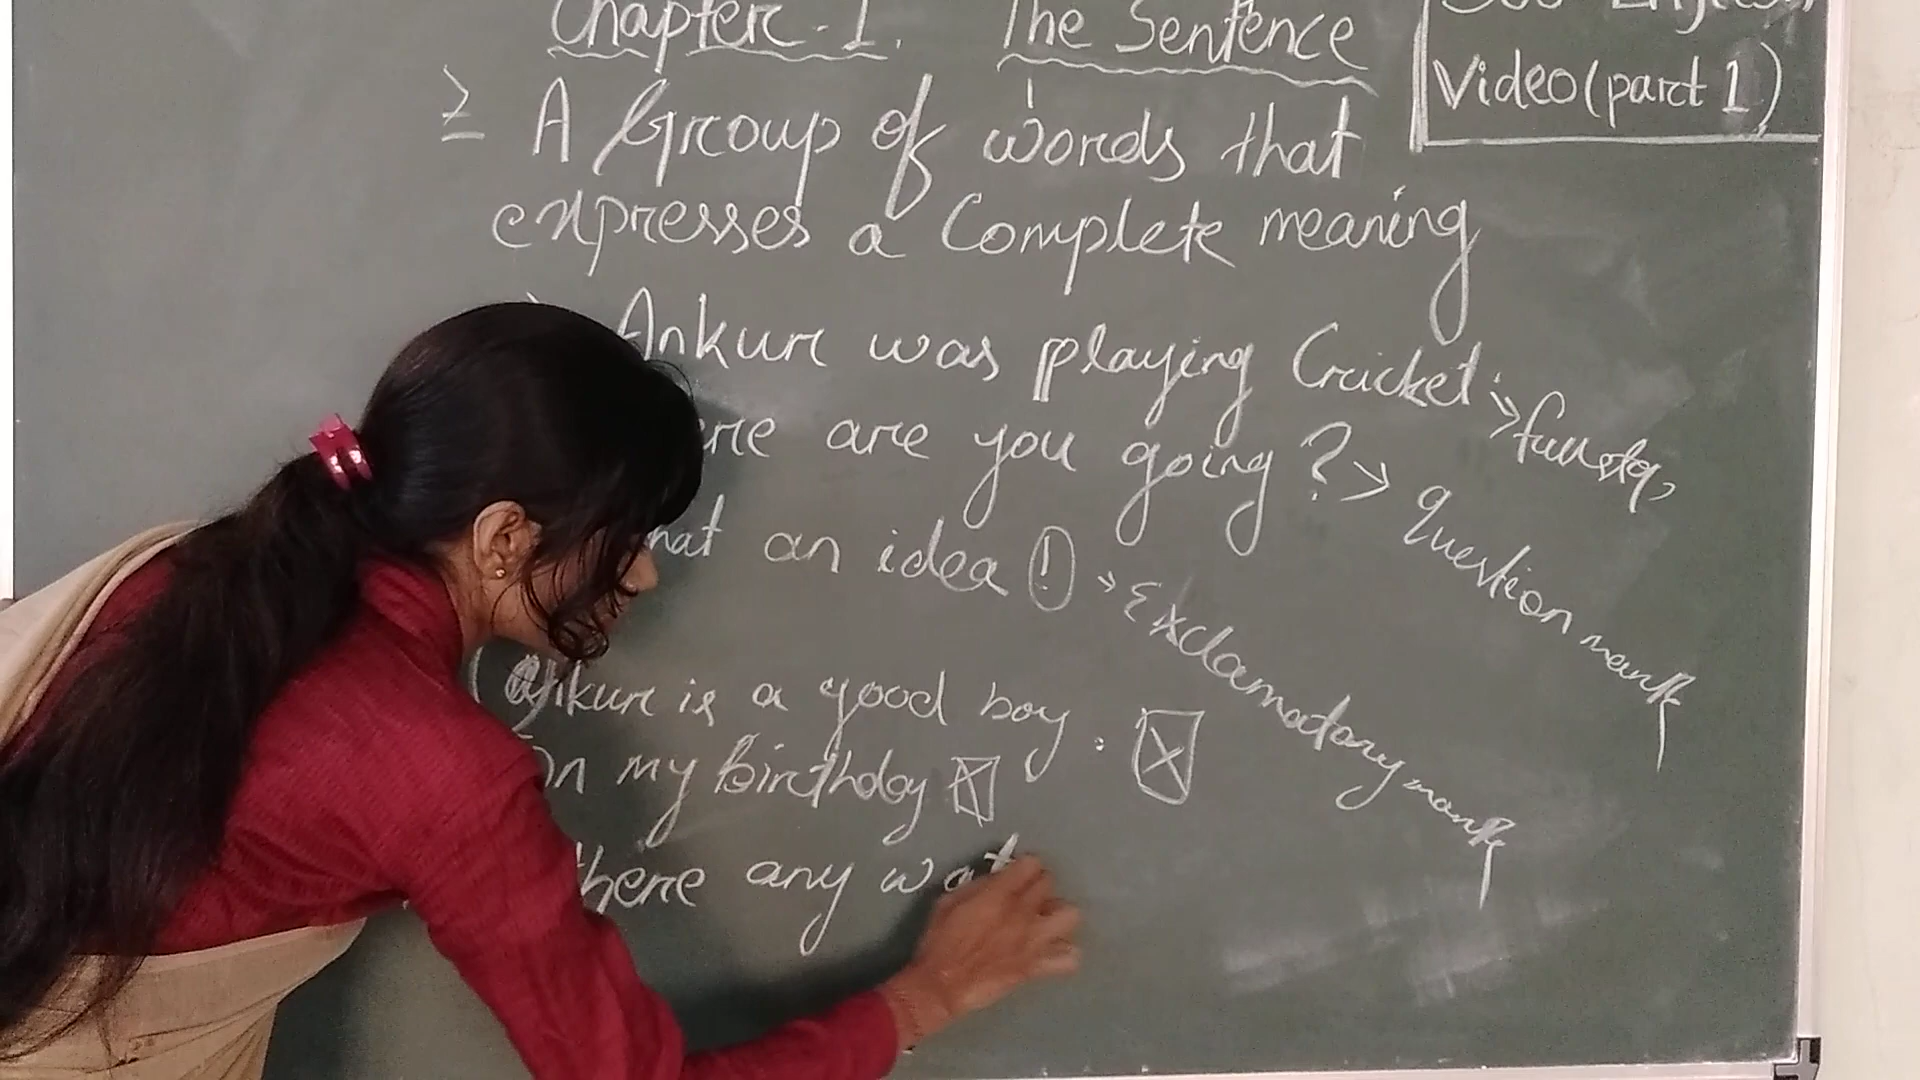 Chapter - 1. The Sentence
Video (part 1)
A Group of words that
expresses a Complete meaning
Ankur was playing Cricket
are you going ? > question mark
an idea ! > Exclamatory mark
Ankur is a good boy .
my Birthday
there any wat